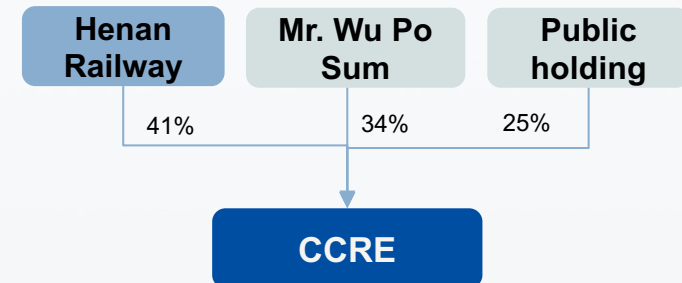 Henan
Railway
Mr. Wu Po
Sum
Public
holding
41%
34%
25%
CCRE